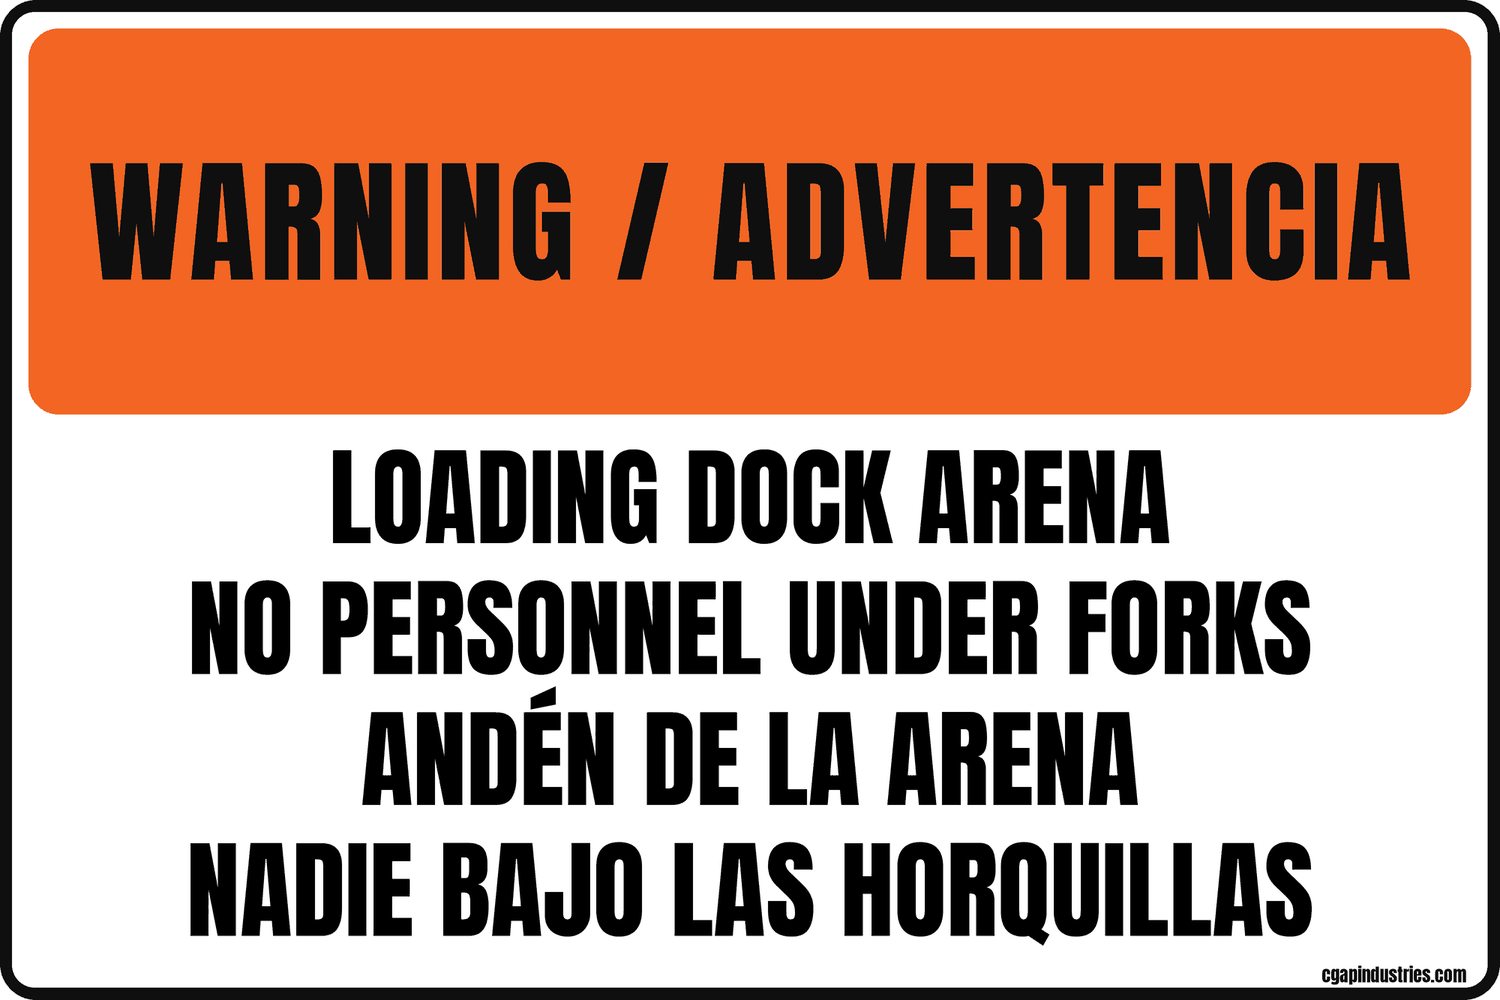 WARNING / ADVERTENCIA
LOADING DOCK ARENA
NO PERSONNEL UNDER FORKS
ANDÉN DE LA ARENA
NADIE BAJO LAS HORQUILLAS
cgapindustries.com